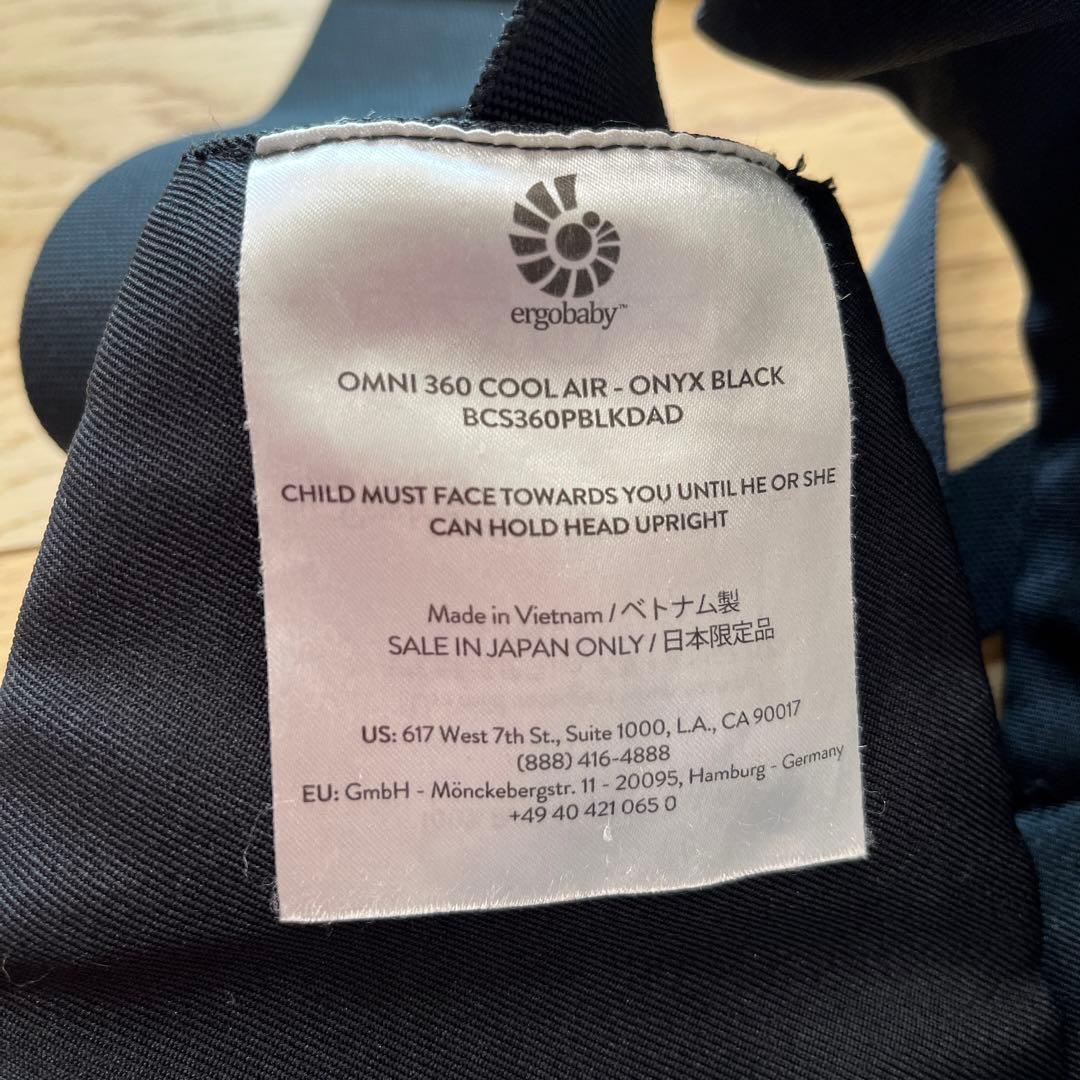 ergobaby™
OMNI 360 COOL AIR - ONYX BLACK
BCS360PBLKDAD
CHILD MUST FACE TOWARDS YOU UNTIL HE OR SHE
CAN HOLD HEAD UPRIGHT
Made in Vietnam / ベトナム製
SALE IN JAPAN ONLY / 日本限定品
US: 617 West 7th St., Suite 1000, L.A., CA 90017
(888) 416-4888
EU: GmbH - Mönckebergstr. 11 - 20095, Hamburg - Germany
+49 40 421 065 0